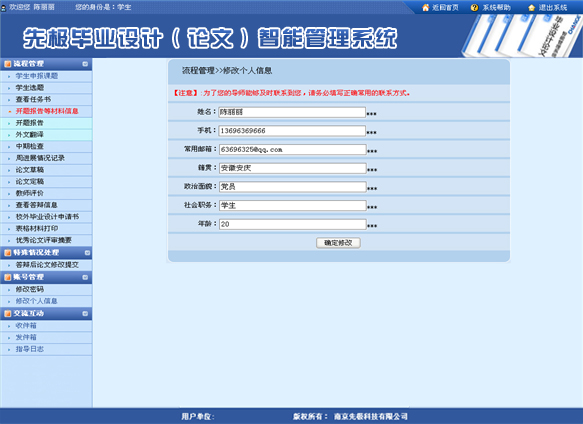 欢迎您 陈丽丽 您的身份是：学生
返回首页 系统帮助 退出系统
先极毕业设计（论文）智能管理系统
流程管理
学生申报课题
学生选题
查看任务书
开题报告等材料信息
开题报告
外文翻译
中期检查
周进展情况记录
论文草稿
论文定稿
教师评价
查看答辩信息
校外毕业设计申请书
表格材料打印
优秀论文评审摘要
特殊情况处理
答辩后论文修改提交
账号管理
修改密码
修改个人信息
交流互动
收件箱
发件箱
指导日志
流程管理>>修改个人信息
【注意】:为了您的导师能够及时联系到您，请务必填写正确常用的联系方式。
姓名： 陈丽丽 ***
手机： 13696369666 ***
常用邮箱： 63696325@qq.com ***
籍贯： 安徽安庆 ***
政治面貌： 党员 ***
社会职务： 学生 ***
年龄： 20 ***
确定修改
用户单位: 版权所有： 南京先极科技有限公司